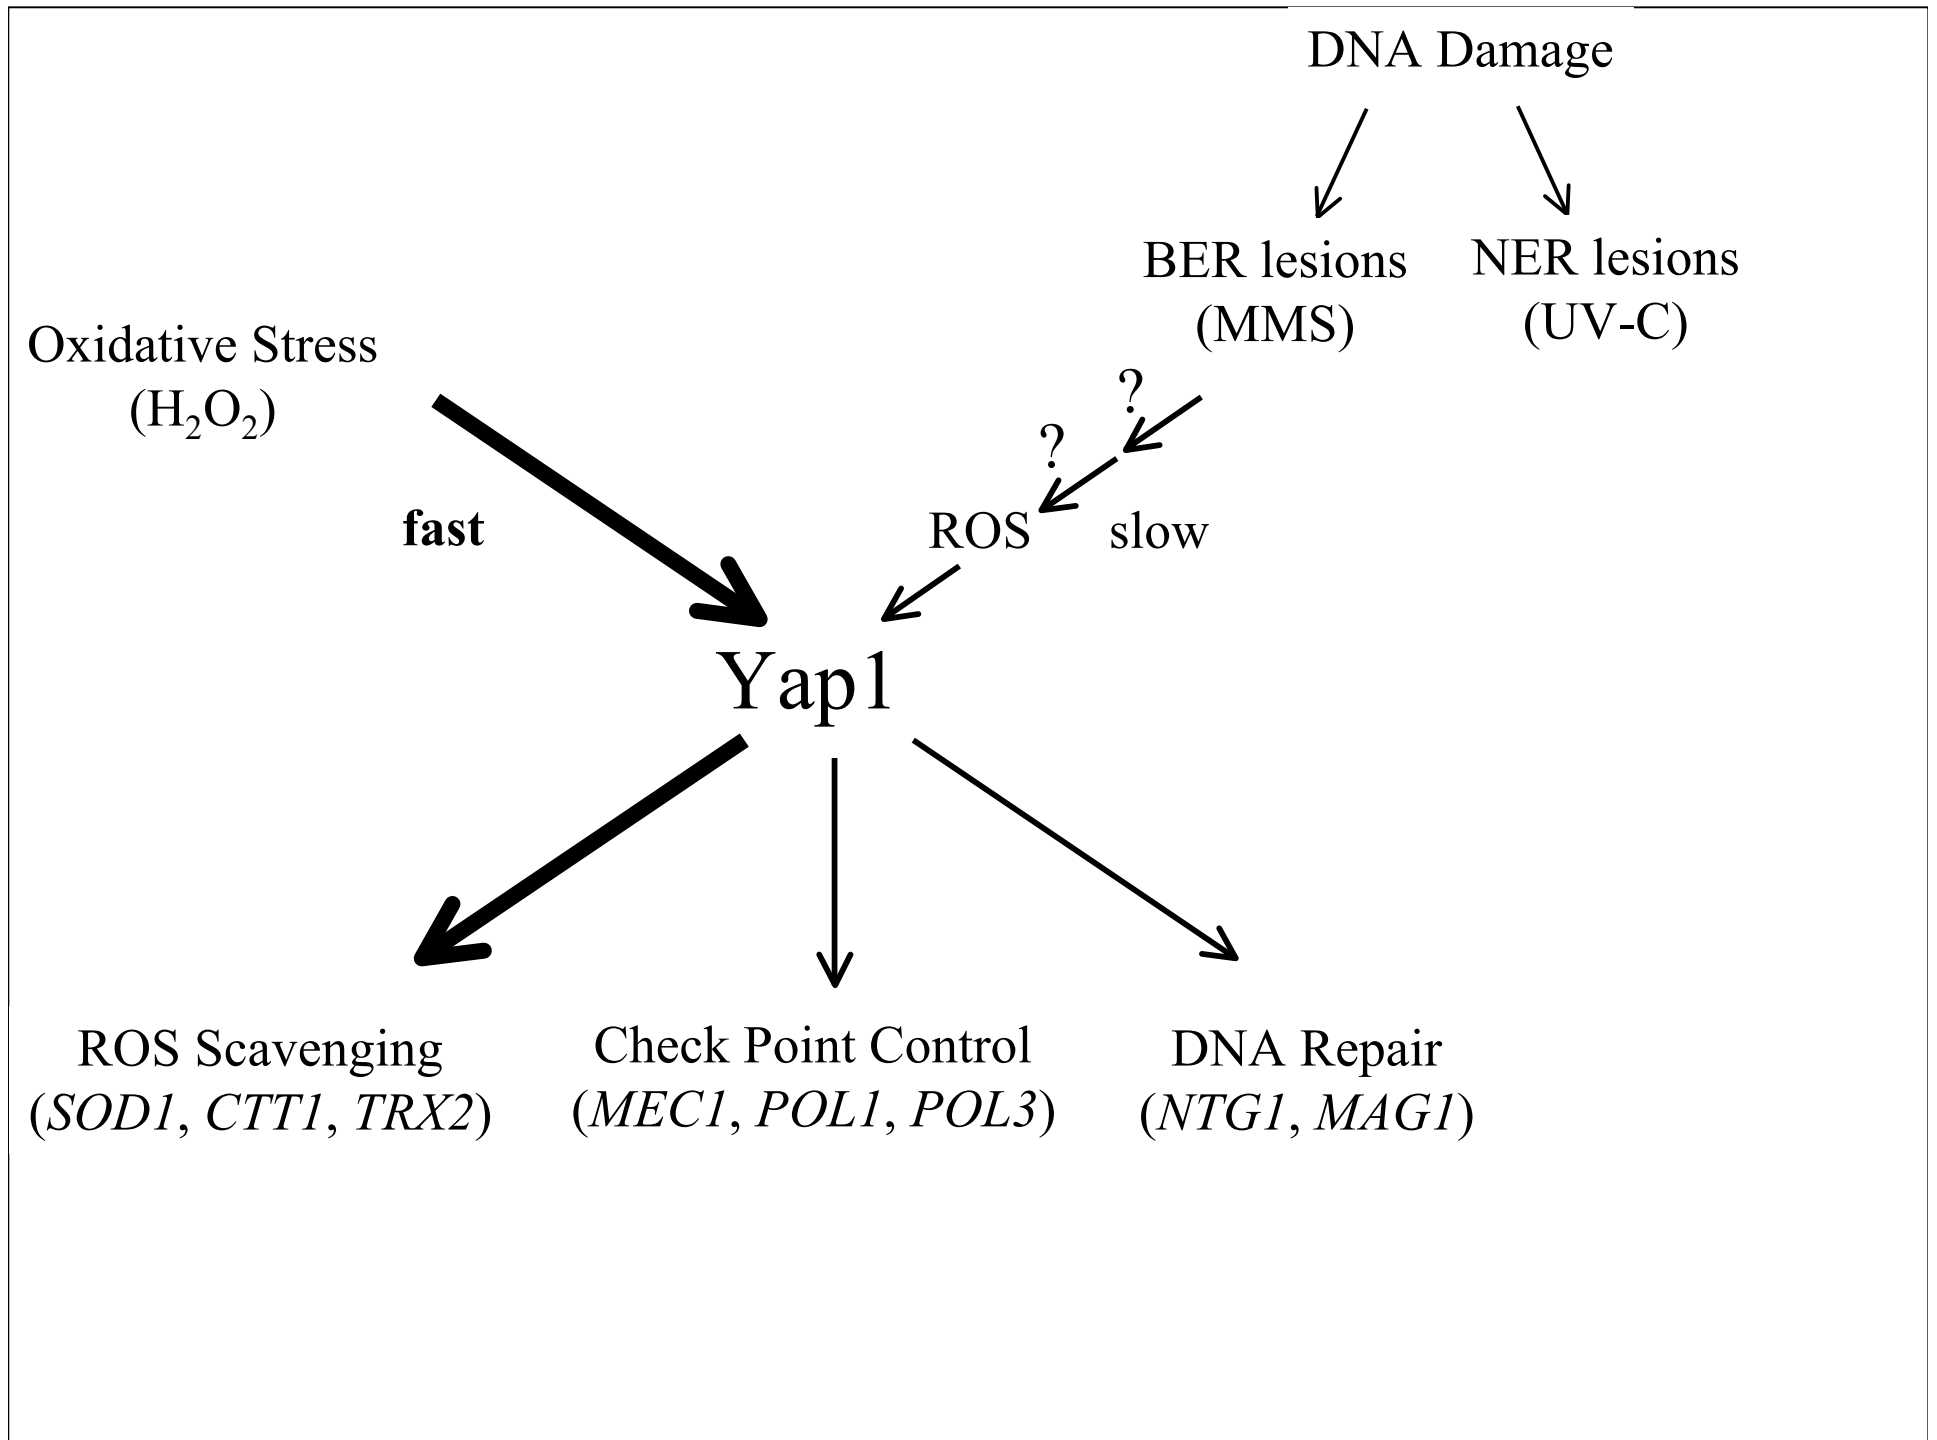 DNA Damage
BER lesions
(MMS)
NER lesions
(UV-C)
Oxidative Stress
(H₂O₂)
?
?
fast
ROS
slow
Yap1
ROS Scavenging
(SOD1, CTT1, TRX2)
Check Point Control
(MEC1, POL1, POL3)
DNA Repair
(NTG1, MAG1)